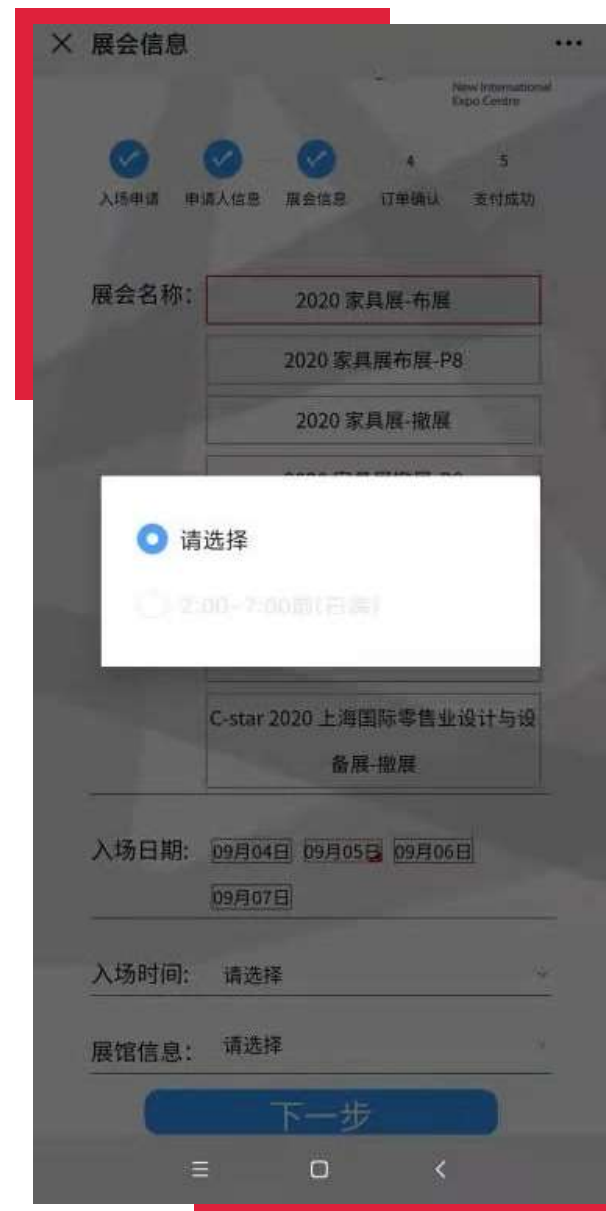 展会信息
New International
Expo Centre
4
5
入场申请
申请人信息
展会信息
订单确认
支付成功
展会名称：
2020 家具展-布展
2020 家具展布展-P8
2020 家具展-撤展
请选择
C-star 2020 上海国际零售业设计与设
备展-撤展
入场日期:
09月04日 09月05日 09月06日
09月07日
入场时间:
请选择
展馆信息：
请选择
下一步